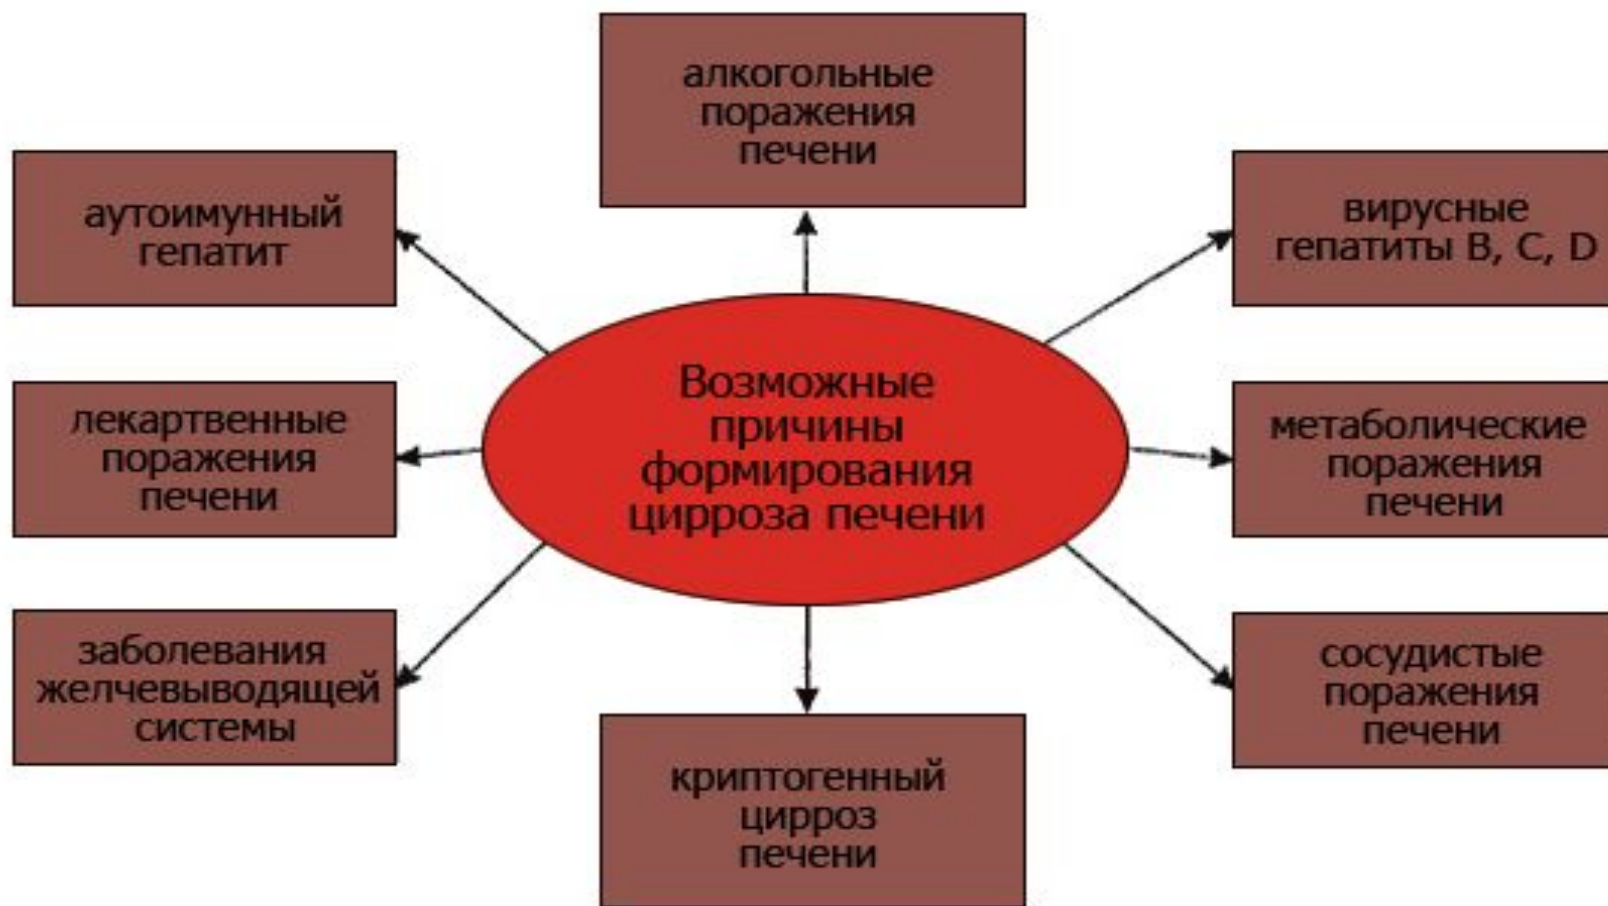 алкогольные
поражения
печени
аутоимунный
гепатит
вирусные
гепатиты B, C, D
Возможные
причины
формирования
цирроза печени
лекартвенные
поражения
печени
метаболические
поражения
печени
заболевания
желчевыводящей
системы
сосудистые
поражения
печени
криптогенный
цирроз
печени